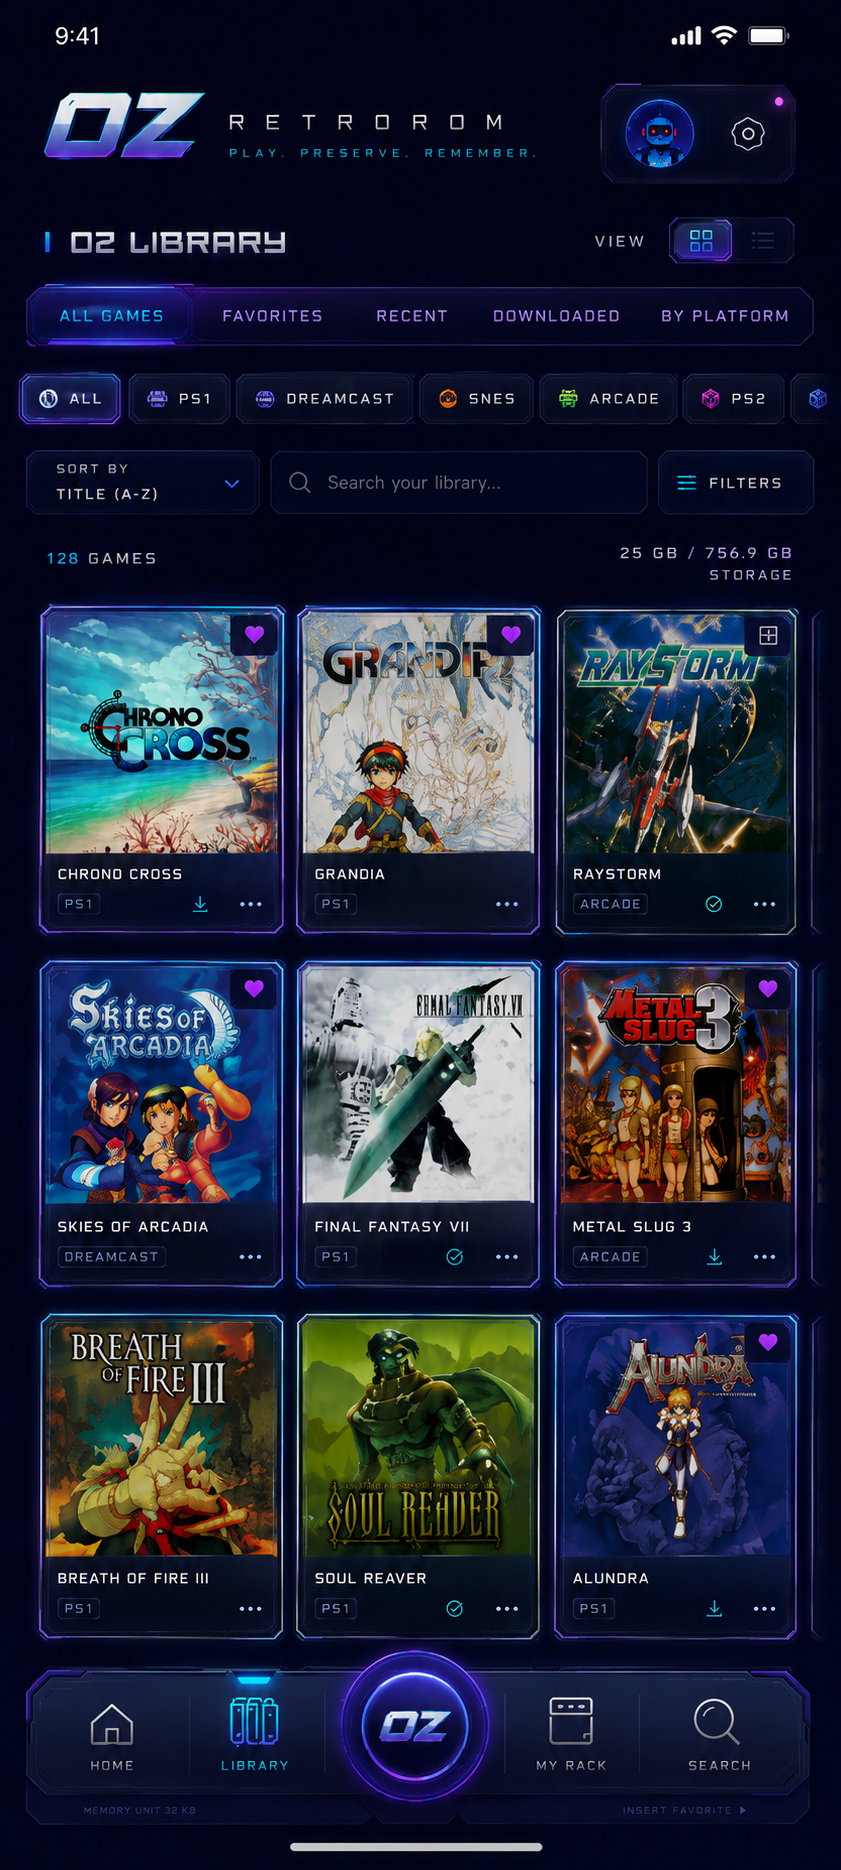 9:41
OZ
RETROROM
PLAY. PRESERVE. REMEMBER.
OZ LIBRARY
VIEW
ALL GAMES
FAVORITES
RECENT
DOWNLOADED
BY PLATFORM
ALL
PS1
DREAMCAST
SNES
ARCADE
PS2
SORT BY
TITLE (A-Z)
Search your library...
FILTERS
128 GAMES
25 GB / 756.9 GB
STORAGE
CHRONO
CROSS
GRANDIA
RAYSTORM
CHRONO CROSS
PS1
GRANDIA
PS1
RAYSTORM
ARCADE
SKIES OF
ARCADIA
METAL
SLUG 3
SKIES OF ARCADIA
DREAMCAST
FINAL FANTASY VII
PS1
METAL SLUG 3
ARCADE
BREATH
OF FIRE III
SOUL REAVER
ALUNDRA
BREATH OF FIRE III
PS1
SOUL REAVER
PS1
ALUNDRA
PS1
HOME
LIBRARY
OZ
MY RACK
SEARCH
MEMORY UNIT 32 KB
INSERT FAVORITE